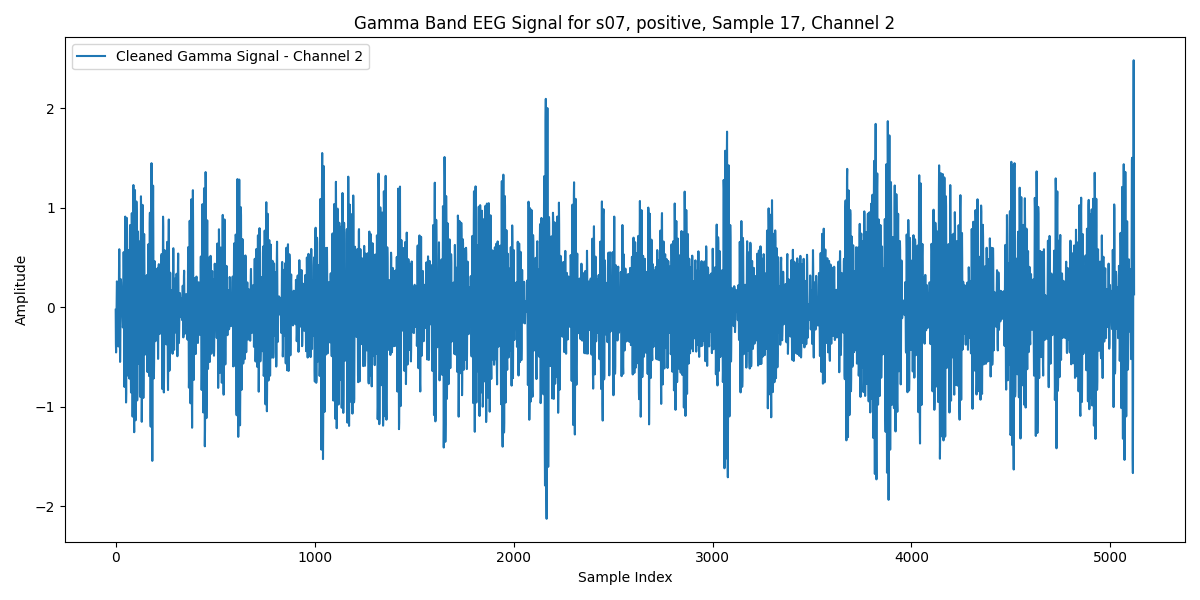 Gamma Band EEG Signal for s07, positive, Sample 17, Channel 2
Cleaned Gamma Signal - Channel 2
2
1
0
−1
−2
Amplitude
0 1000 2000 3000 4000 5000
Sample Index